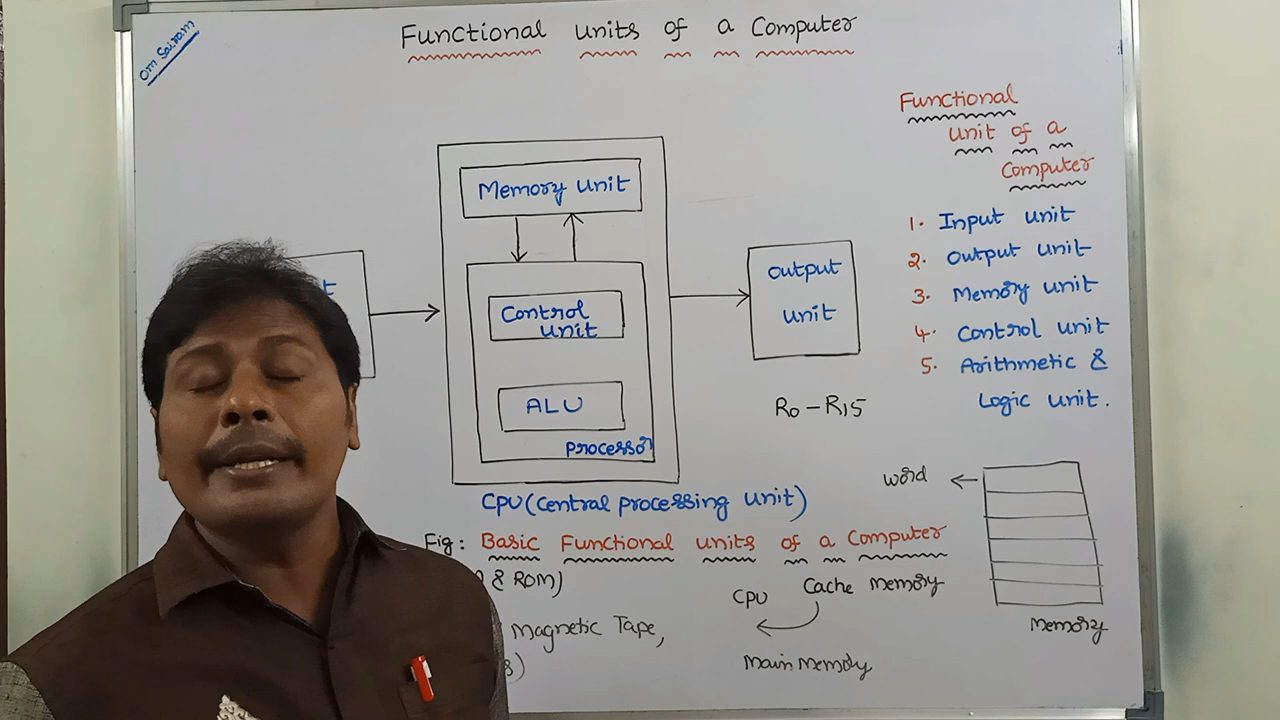 Om Sairam
Functional units of a Computer
Functional
unit of a
Computer
1. Input unit
2. Output unit
3. Memory unit
4. Control unit
5. Arithmetic &
Logic unit.
Memory unit
Control
unit
ALU
processor
output
unit
R0 - R15
CPU (central processing unit)
Fig: Basic Functional units of a Computer
& ROM)
Magnetic Tape,
CPU
Cache Memory
Main Memory
word
Memory